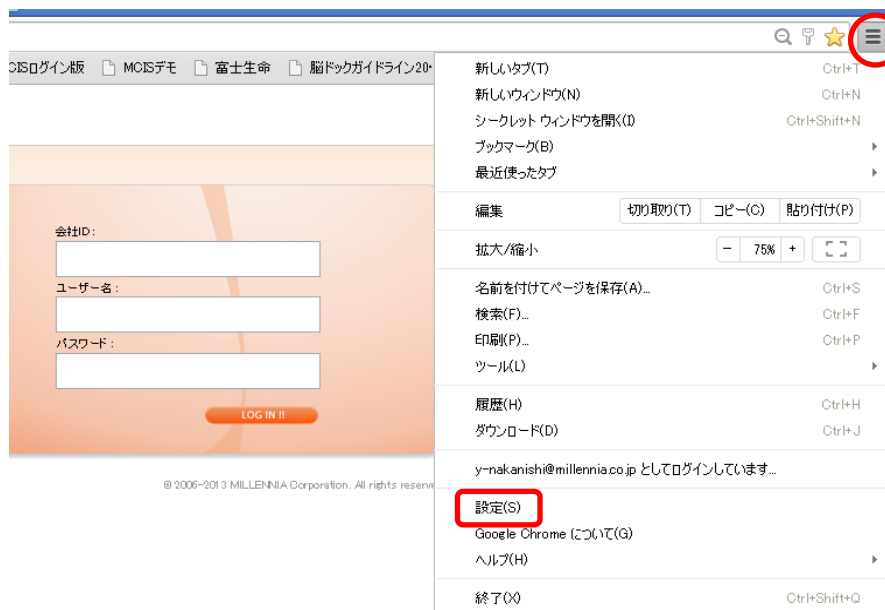 CISログイン版 MCISデモ 富士生命 脳ドックガイドライン20
新しいタブ(T) Ctrl+T
新しいウィンドウ(N) Ctrl+N
シークレット ウィンドウを開く(I) Ctrl+Shift+N
ブックマーク(B)
最近使ったタブ
編集 切り取り(T) コピー(C) 貼り付け(P)
拡大/縮小 − 75% +
名前を付けてページを保存(A)... Ctrl+S
検索(F)... Ctrl+F
印刷(P)... Ctrl+P
ツール(L)
履歴(H) Ctrl+H
ダウンロード(D) Ctrl+J
y-nakanishi@millennia.co.jp としてログインしています...
設定(S)
Google Chrome について(G)
ヘルプ(H)
終了(X) Ctrl+Shift+Q
会社ID:
ユーザー名:
パスワード:
LOG IN !!
© 2006-2013 MILLENNIA Corporation. All rights reserve